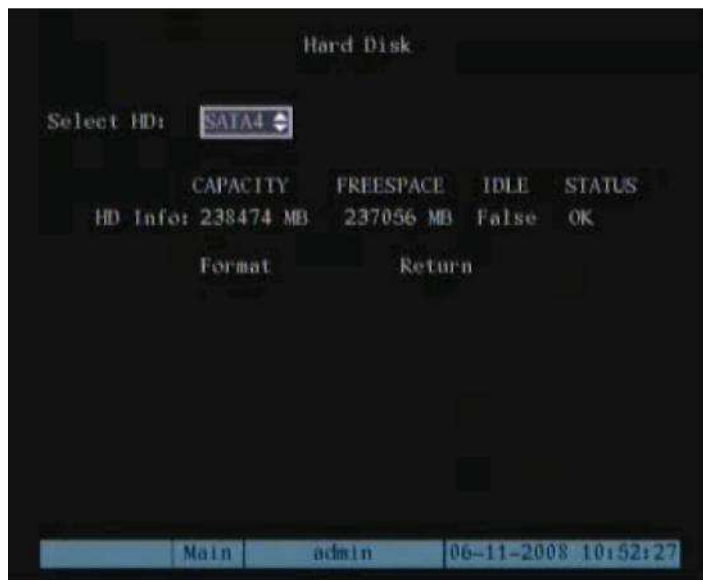 Hard Disk
Select HD: SATA4
CAPACITY FREESPACE IDLE STATUS
HD Info: 238474 MB 237056 MB False OK
Format Return
Main admin 06-11-2008 10:52:27